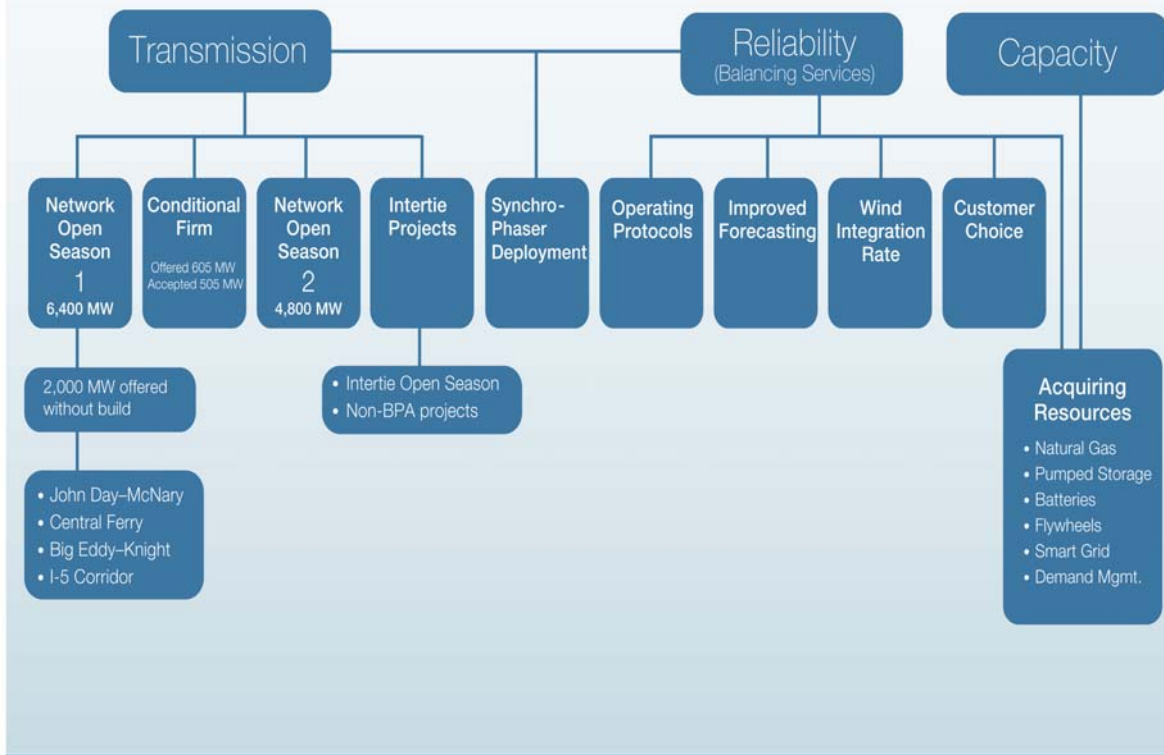 Transmission
Reliability
(Balancing Services)
Capacity
Network
Open
Season
1
6,400 MW
Conditional
Firm
Offered 605 MW
Accepted 505 MW
Network
Open
Season
2
4,800 MW
Intertie
Projects
Synchro-
Phaser
Deployment
Operating
Protocols
Improved
Forecasting
Wind
Integration
Rate
Customer
Choice
2,000 MW offered
without build
• John Day–McNary
• Central Ferry
• Big Eddy–Knight
• I-5 Corridor
• Intertie Open Season
• Non-BPA projects
Acquiring
Resources
• Natural Gas
• Pumped Storage
• Batteries
• Flywheels
• Smart Grid
• Demand Mgmt.